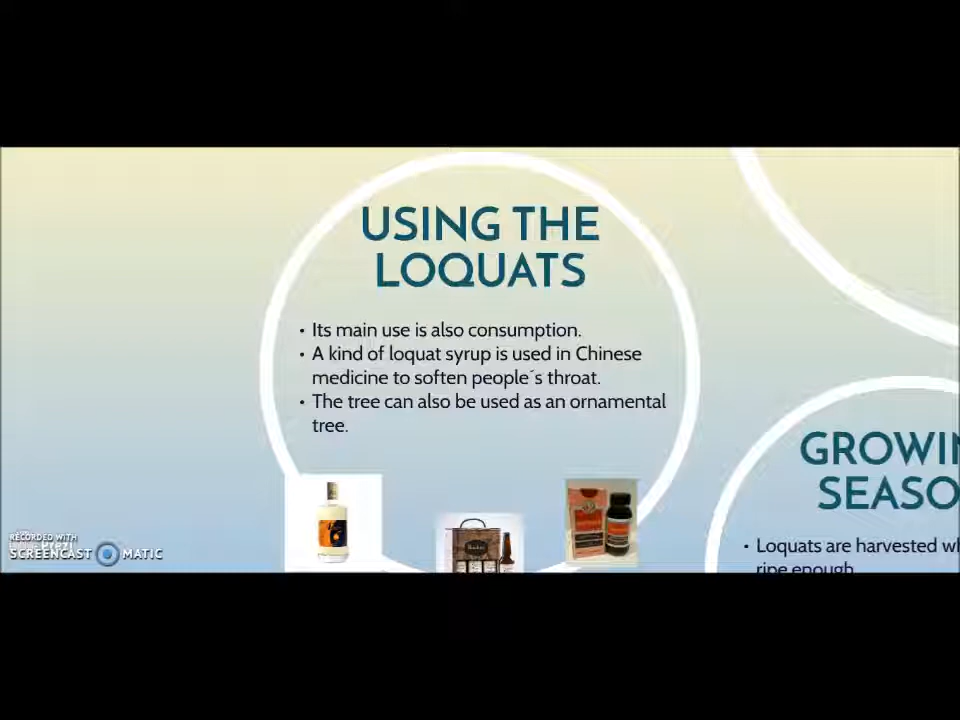 USING THE
LOQUATS
• Its main use is also consumption.
• A kind of loquat syrup is used in Chinese
medicine to soften people´s throat.
• The tree can also be used as an ornamental
tree.
GROWIN
SEASO
• Loquats are harvested wh
ripe enough
RECORDED WITH
SCREENCAST MATIC